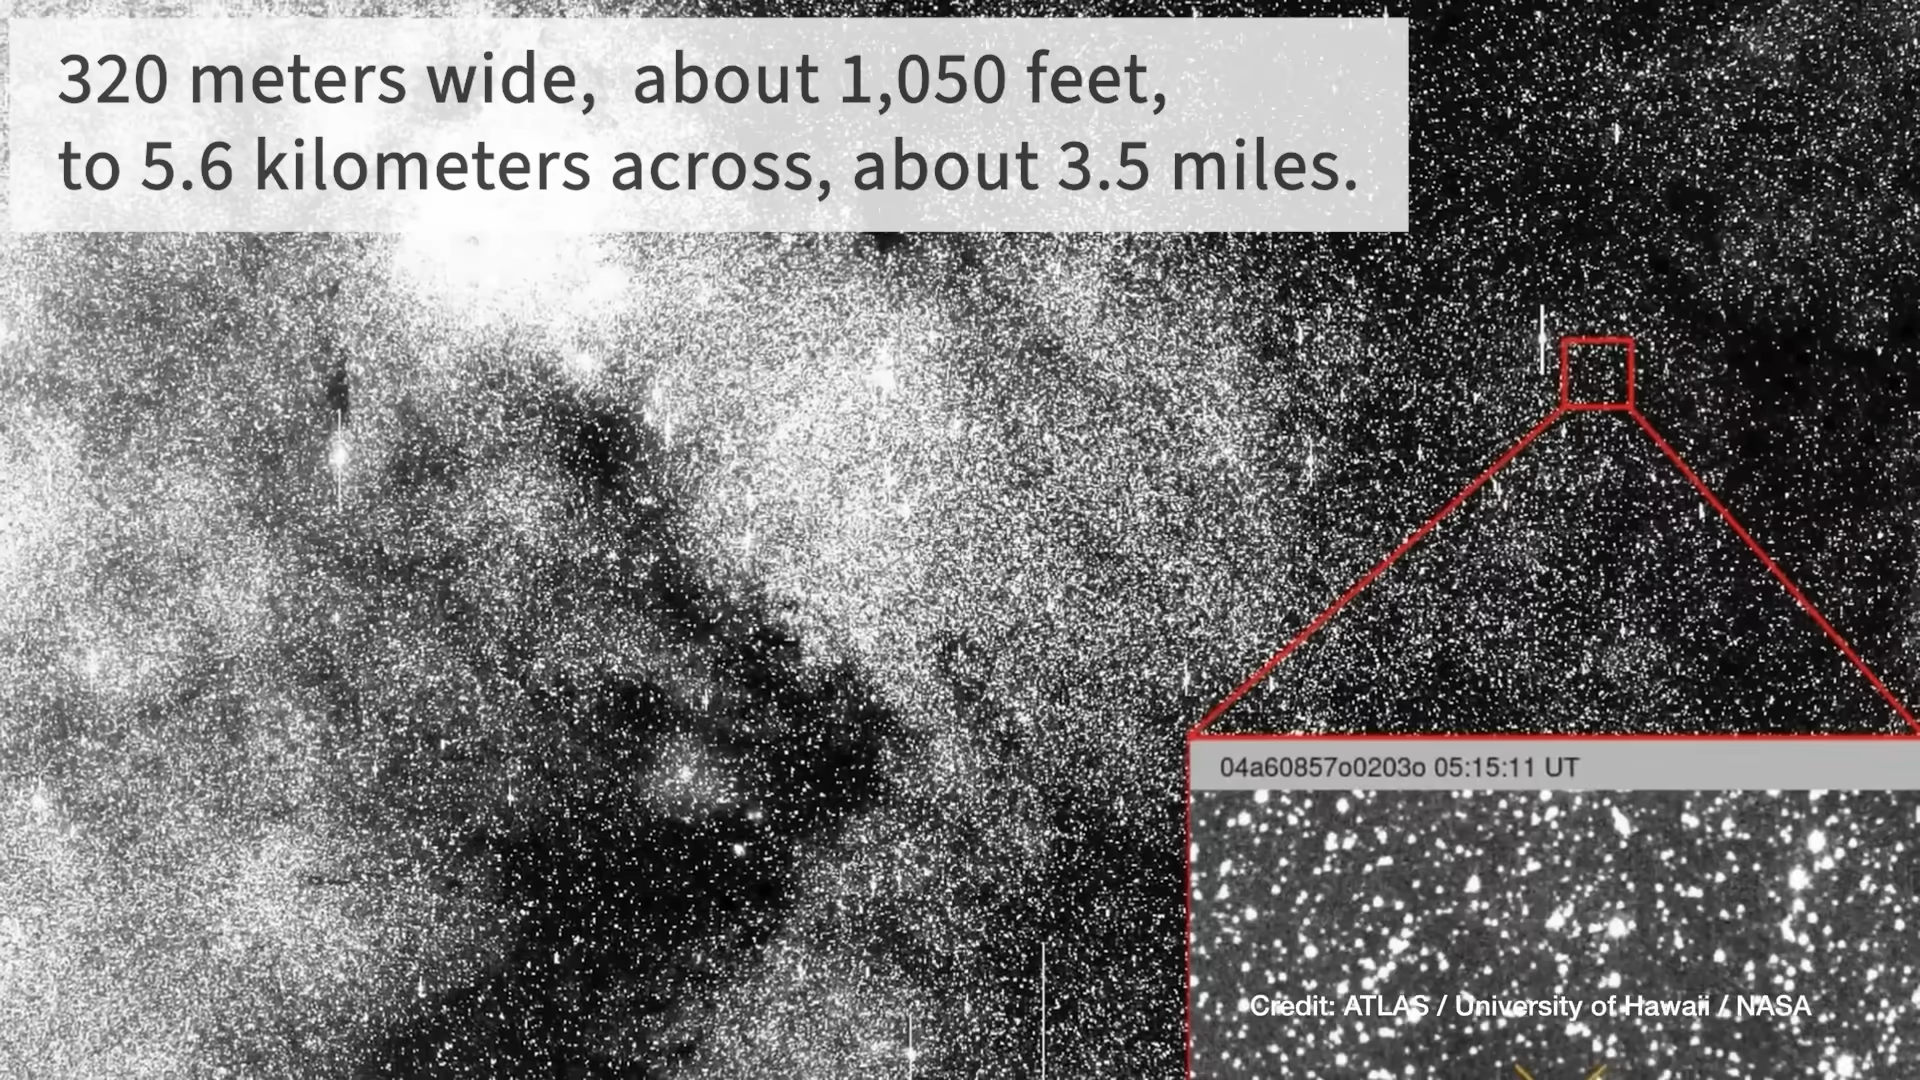 320 meters wide,  about 1,050 feet,
to 5.6 kilometers across, about 3.5 miles.
04a60857o0203o 05:15:11 UT
Credit: ATLAS / University of Hawaii / NASA